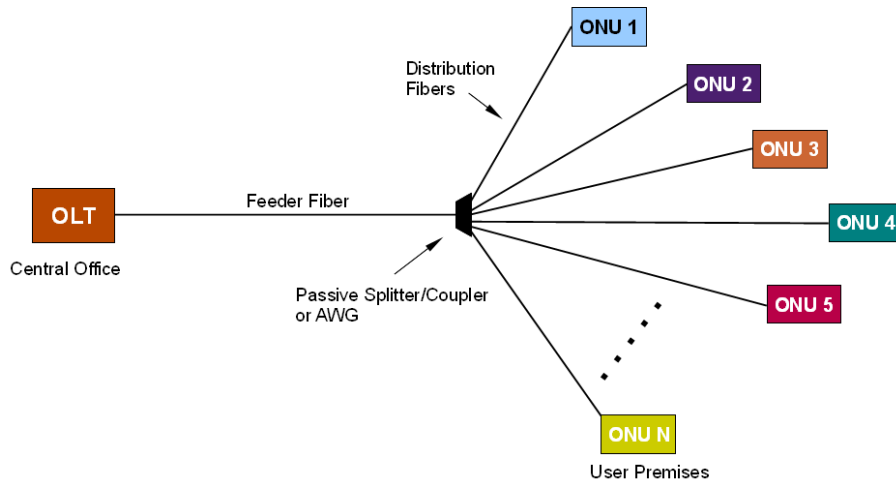 ONU 1
Distribution
Fibers
ONU 2
ONU 3
Feeder Fiber
OLT
ONU 4
Central Office
Passive Splitter/Coupler
or AWG
ONU 5
ONU N
User Premises